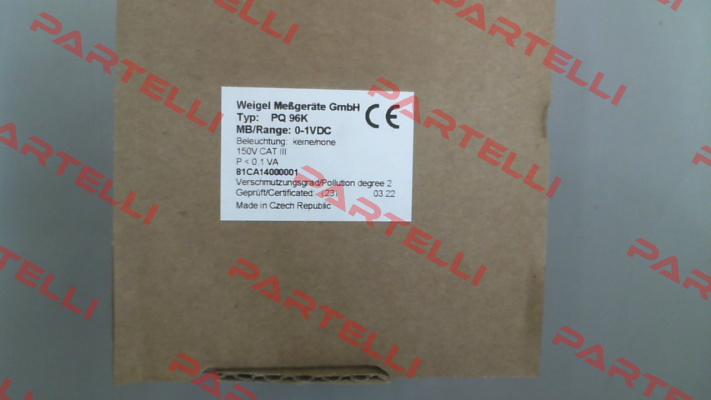 Weigel Meßgeräte GmbH
CE
Typ: PQ 96K
MB/Range: 0-1VDC
Beleuchtung: keine/none
150V CAT III
P < 0,1 VA
81CA14000001
Verschmutzungsgrad/Pollution degree 2
Geprüft/Certificated: (23) 03.22
Made in Czech Republic
PARTELLI
PARTELLI
PARTELLI
PARTELLI
PARTELLI
PARTELLI
PARTELLI
PARTELLI
PARTELLI